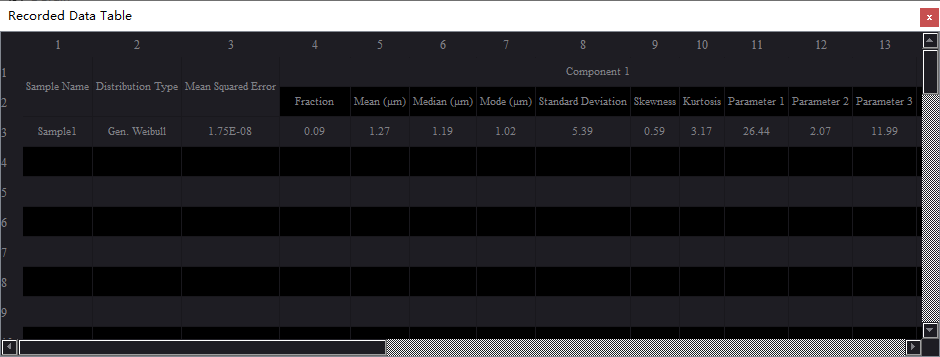 Recorded Data Table
x
1 2 3 4 5 6 7 8 9 10 11 12 13
1 Component 1
Sample Name Distribution Type Mean Squared Error
2 Fraction Mean (μm) Median (μm) Mode (μm) Standard Deviation Skewness Kurtosis Parameter 1 Parameter 2 Parameter 3
3 Sample1 Gen. Weibull 1.75E-08 0.09 1.27 1.19 1.02 5.39 0.59 3.17 26.44 2.07 11.99
4
5
6
7
8
9